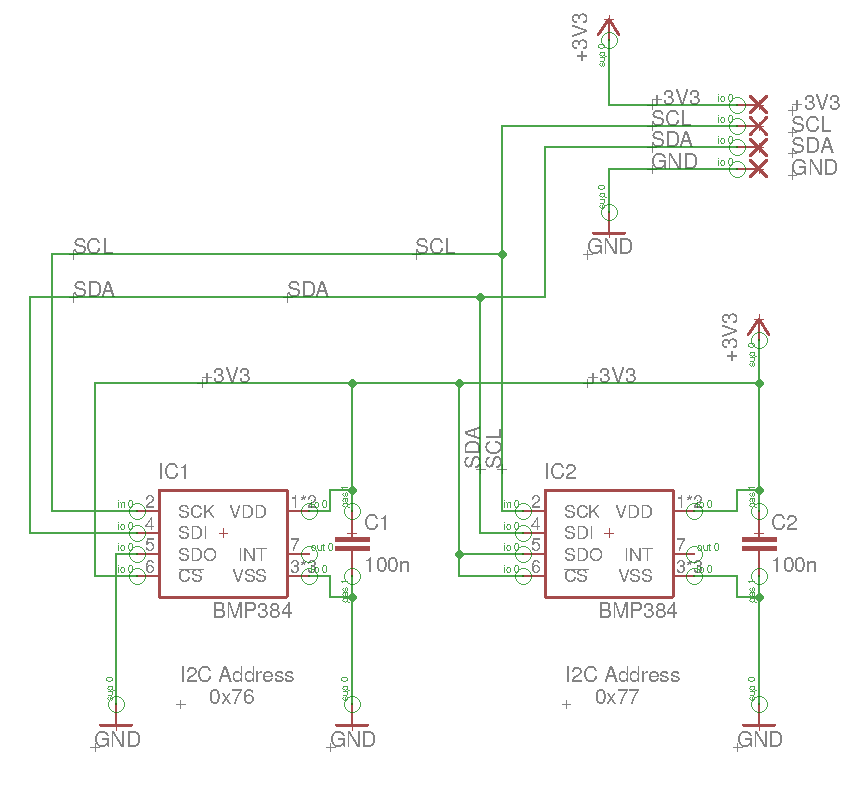 +3V3
sup 0
+3V3 io 0 +3V3
SCL io 0 SCL
SDA io 0 SDA
GND io 0 GND
sup 0
GND
SCL SCL
SDA SDA
+3V3
sup 0
+3V3 +3V3
SDA
SCL
IC1 IC2
in 0 2 SCK VDD 1*2 pas 1 C1
io 0 4 SDI +
io 0 5 SDO INT 7 out 0
io 0 6 CS VSS 3*3 io 0 100n
BMP384 pas 1
in 0 2 SCK VDD 1*2 pas 1 C2
io 0 4 SDI +
io 0 5 SDO INT 7 out 0
io 0 6 CS VSS 3*3 io 0 100n
BMP384 pas 1
I2C Address
0x76
I2C Address
0x77
sup 0 sup 0 sup 0
GND GND GND